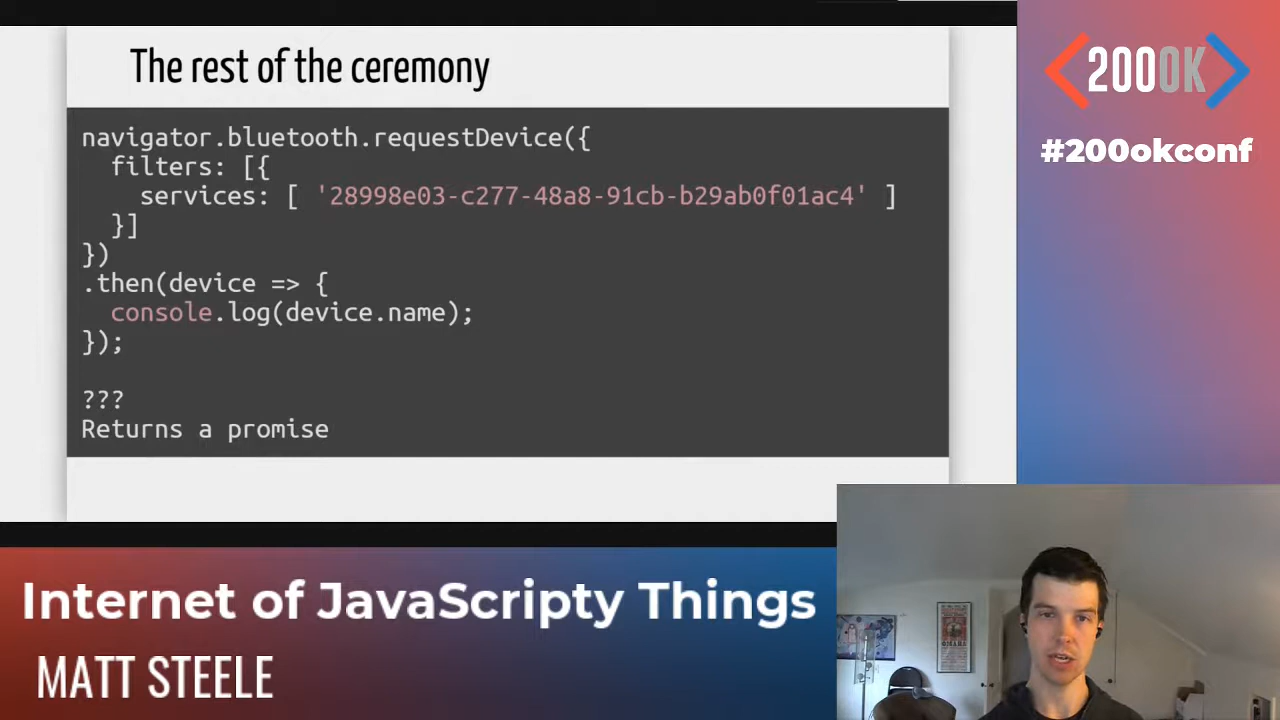 The rest of the ceremony
navigator.bluetooth.requestDevice({
  filters: [{
    services: [ '28998e03-c277-48a8-91cb-b29ab0f01ac4' ]
  }]
})
.then(device => {
  console.log(device.name);
});
???
Returns a promise
<200OK>
#200okconf
Internet of JavaScripty Things
MATT STEELE